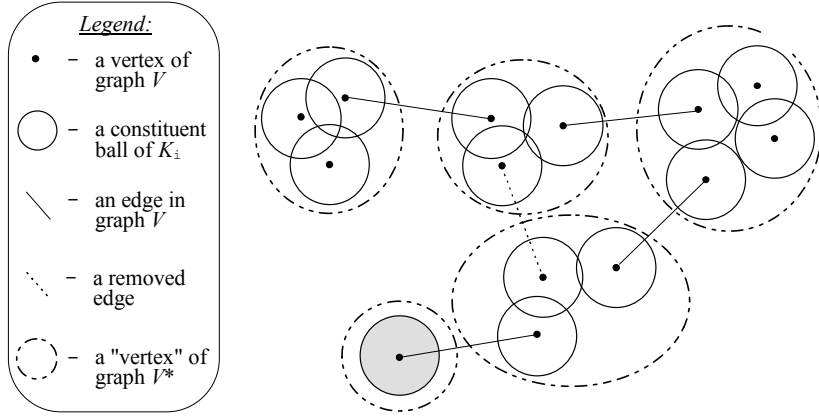 Legend:
– a vertex of
graph V
– a constituent
ball of Kᵢ
– an edge in
graph V
– a removed
edge
– a "vertex" of
graph V*